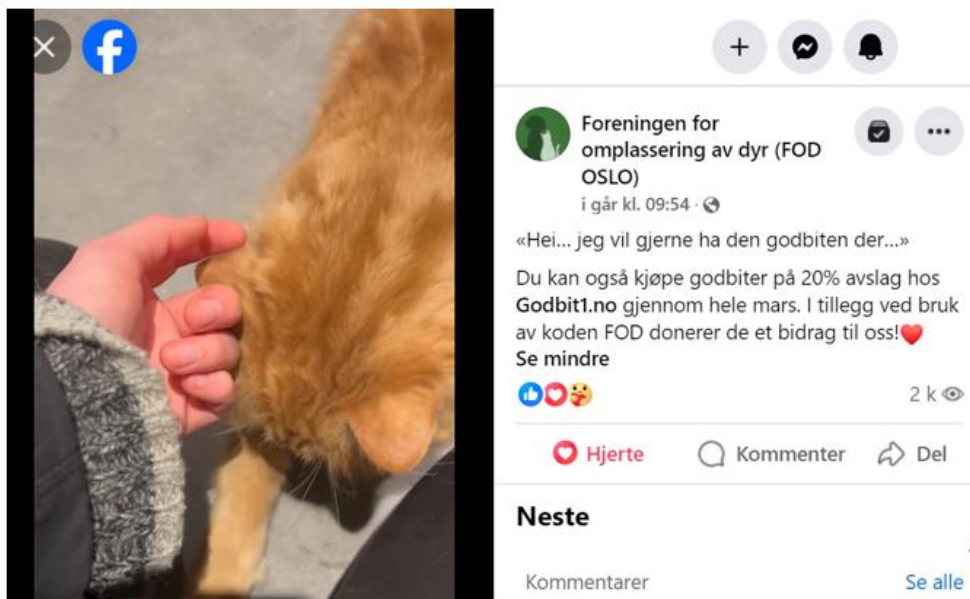 Foreningen for
omplassering av dyr (FOD
OSLO)
i går kl. 09:54 ·
«Hei... jeg vil gjerne ha den godbiten der...»
Du kan også kjøpe godbiter på 20% avslag hos
Godbit1.no gjennom hele mars. I tillegg ved bruk
av koden FOD donerer de et bidrag til oss!❤️
Se mindre
2 k
Hjerte
Kommenter
Del
Neste
Kommentarer
Se alle